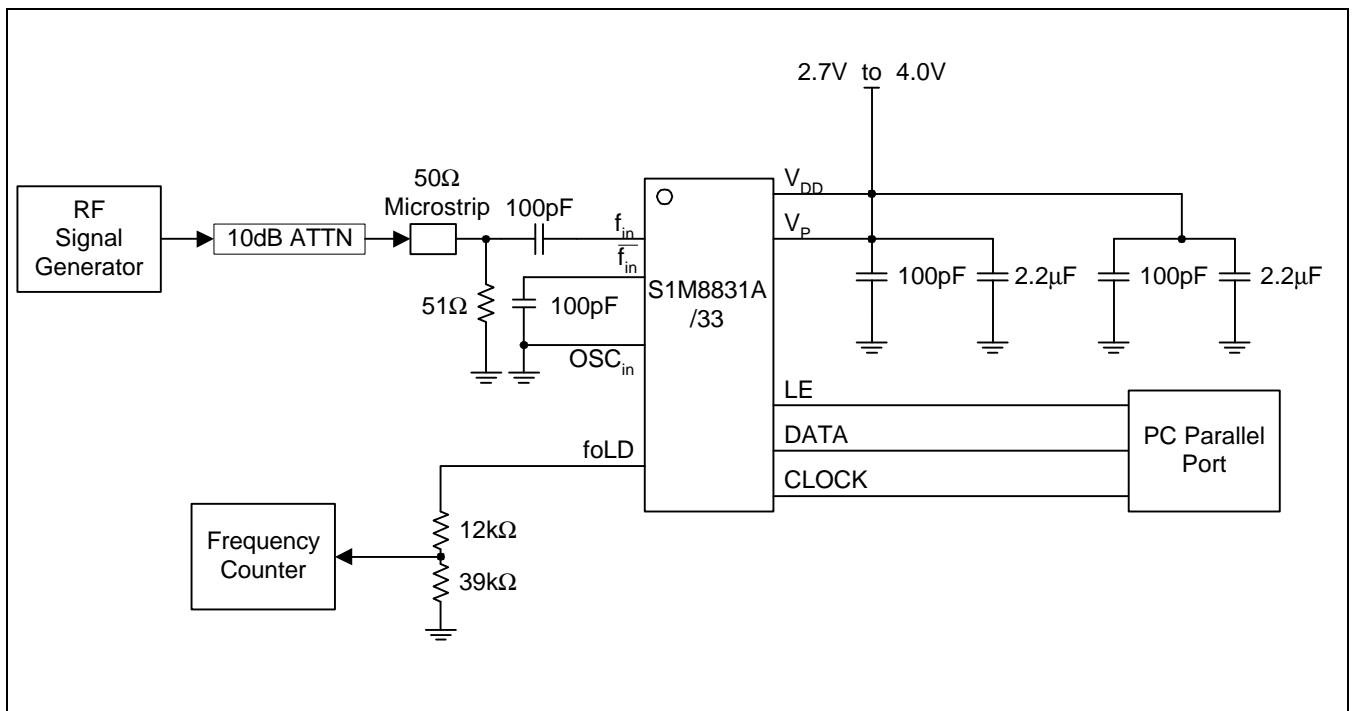 2.7V to 4.0V
RF
Signal
Generator
10dB ATTN
50Ω
Microstrip
100pF
51Ω
100pF
f_in
f̅_i̅n̅
OSC_in
foLD
S1M8831A
/33
V_DD
V_P
100pF
2.2µF
100pF
2.2µF
LE
DATA
CLOCK
PC Parallel
Port
12kΩ
39kΩ
Frequency
Counter